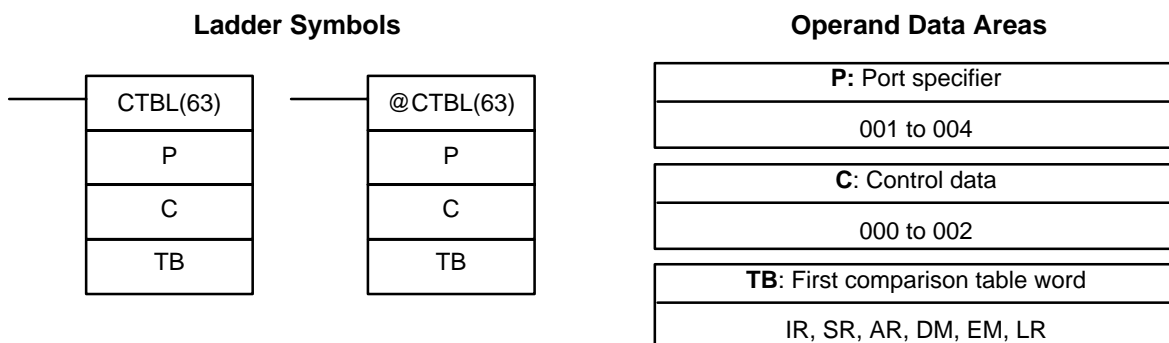 Ladder Symbols
CTBL(63)
P
C
TB
@CTBL(63)
P
C
TB
Operand Data Areas
P: Port specifier
001 to 004
C: Control data
000 to 002
TB: First comparison table word
IR, SR, AR, DM, EM, LR